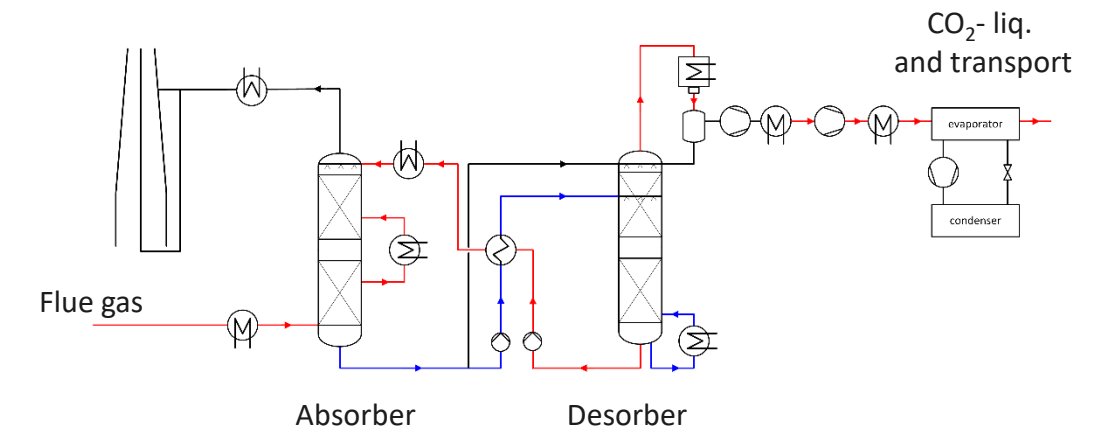 CO₂- liq.
and transport
evaporator
condenser
Flue gas
Absorber
Desorber